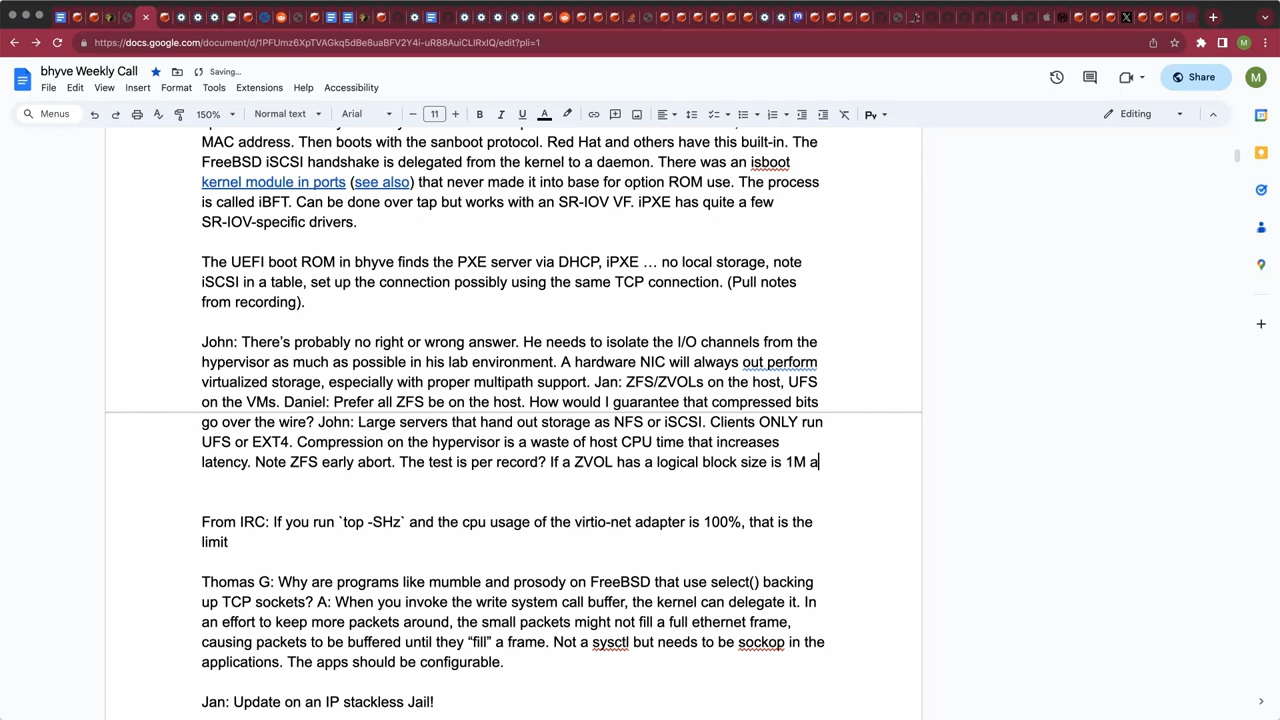 https://docs.google.com/document/d/1PFUmz6XpTVAGkq5dBe8uaBFV2Y4i-uR88AuiCLIRxIQ/edit?pli=1
M
bhyve Weekly Call
Saving...
File Edit View Insert Format Tools Extensions Help Accessibility
Share
M
Menus
150%
Normal text
Arial
11
B I U A
Editing
MAC address. Then boots with the sanboot protocol. Red Hat and others have this built-in. The
FreeBSD iSCSI handshake is delegated from the kernel to a daemon. There was an isboot
kernel module in ports (see also) that never made it into base for option ROM use. The process
is called iBFT. Can be done over tap but works with an SR-IOV VF. iPXE has quite a few
SR-IOV-specific drivers.
The UEFI boot ROM in bhyve finds the PXE server via DHCP, iPXE … no local storage, note
iSCSI in a table, set up the connection possibly using the same TCP connection. (Pull notes
from recording).
John: There’s probably no right or wrong answer. He needs to isolate the I/O channels from the
hypervisor as much as possible in his lab environment. A hardware NIC will always out perform
virtualized storage, especially with proper multipath support. Jan: ZFS/ZVOLs on the host, UFS
on the VMs. Daniel: Prefer all ZFS be on the host. How would I guarantee that compressed bits
go over the wire? John: Large servers that hand out storage as NFS or iSCSI. Clients ONLY run
UFS or EXT4. Compression on the hypervisor is a waste of host CPU time that increases
latency. Note ZFS early abort. The test is per record? If a ZVOL has a logical block size is 1M a
From IRC: If you run `top -SHz` and the cpu usage of the virtio-net adapter is 100%, that is the
limit
Thomas G: Why are programs like mumble and prosody on FreeBSD that use select() backing
up TCP sockets? A: When you invoke the write system call buffer, the kernel can delegate it. In
an effort to keep more packets around, the small packets might not fill a full ethernet frame,
causing packets to be buffered until they “fill” a frame. Not a sysctl but needs to be sockop in the
applications. The apps should be configurable.
Jan: Update on an IP stackless Jail!